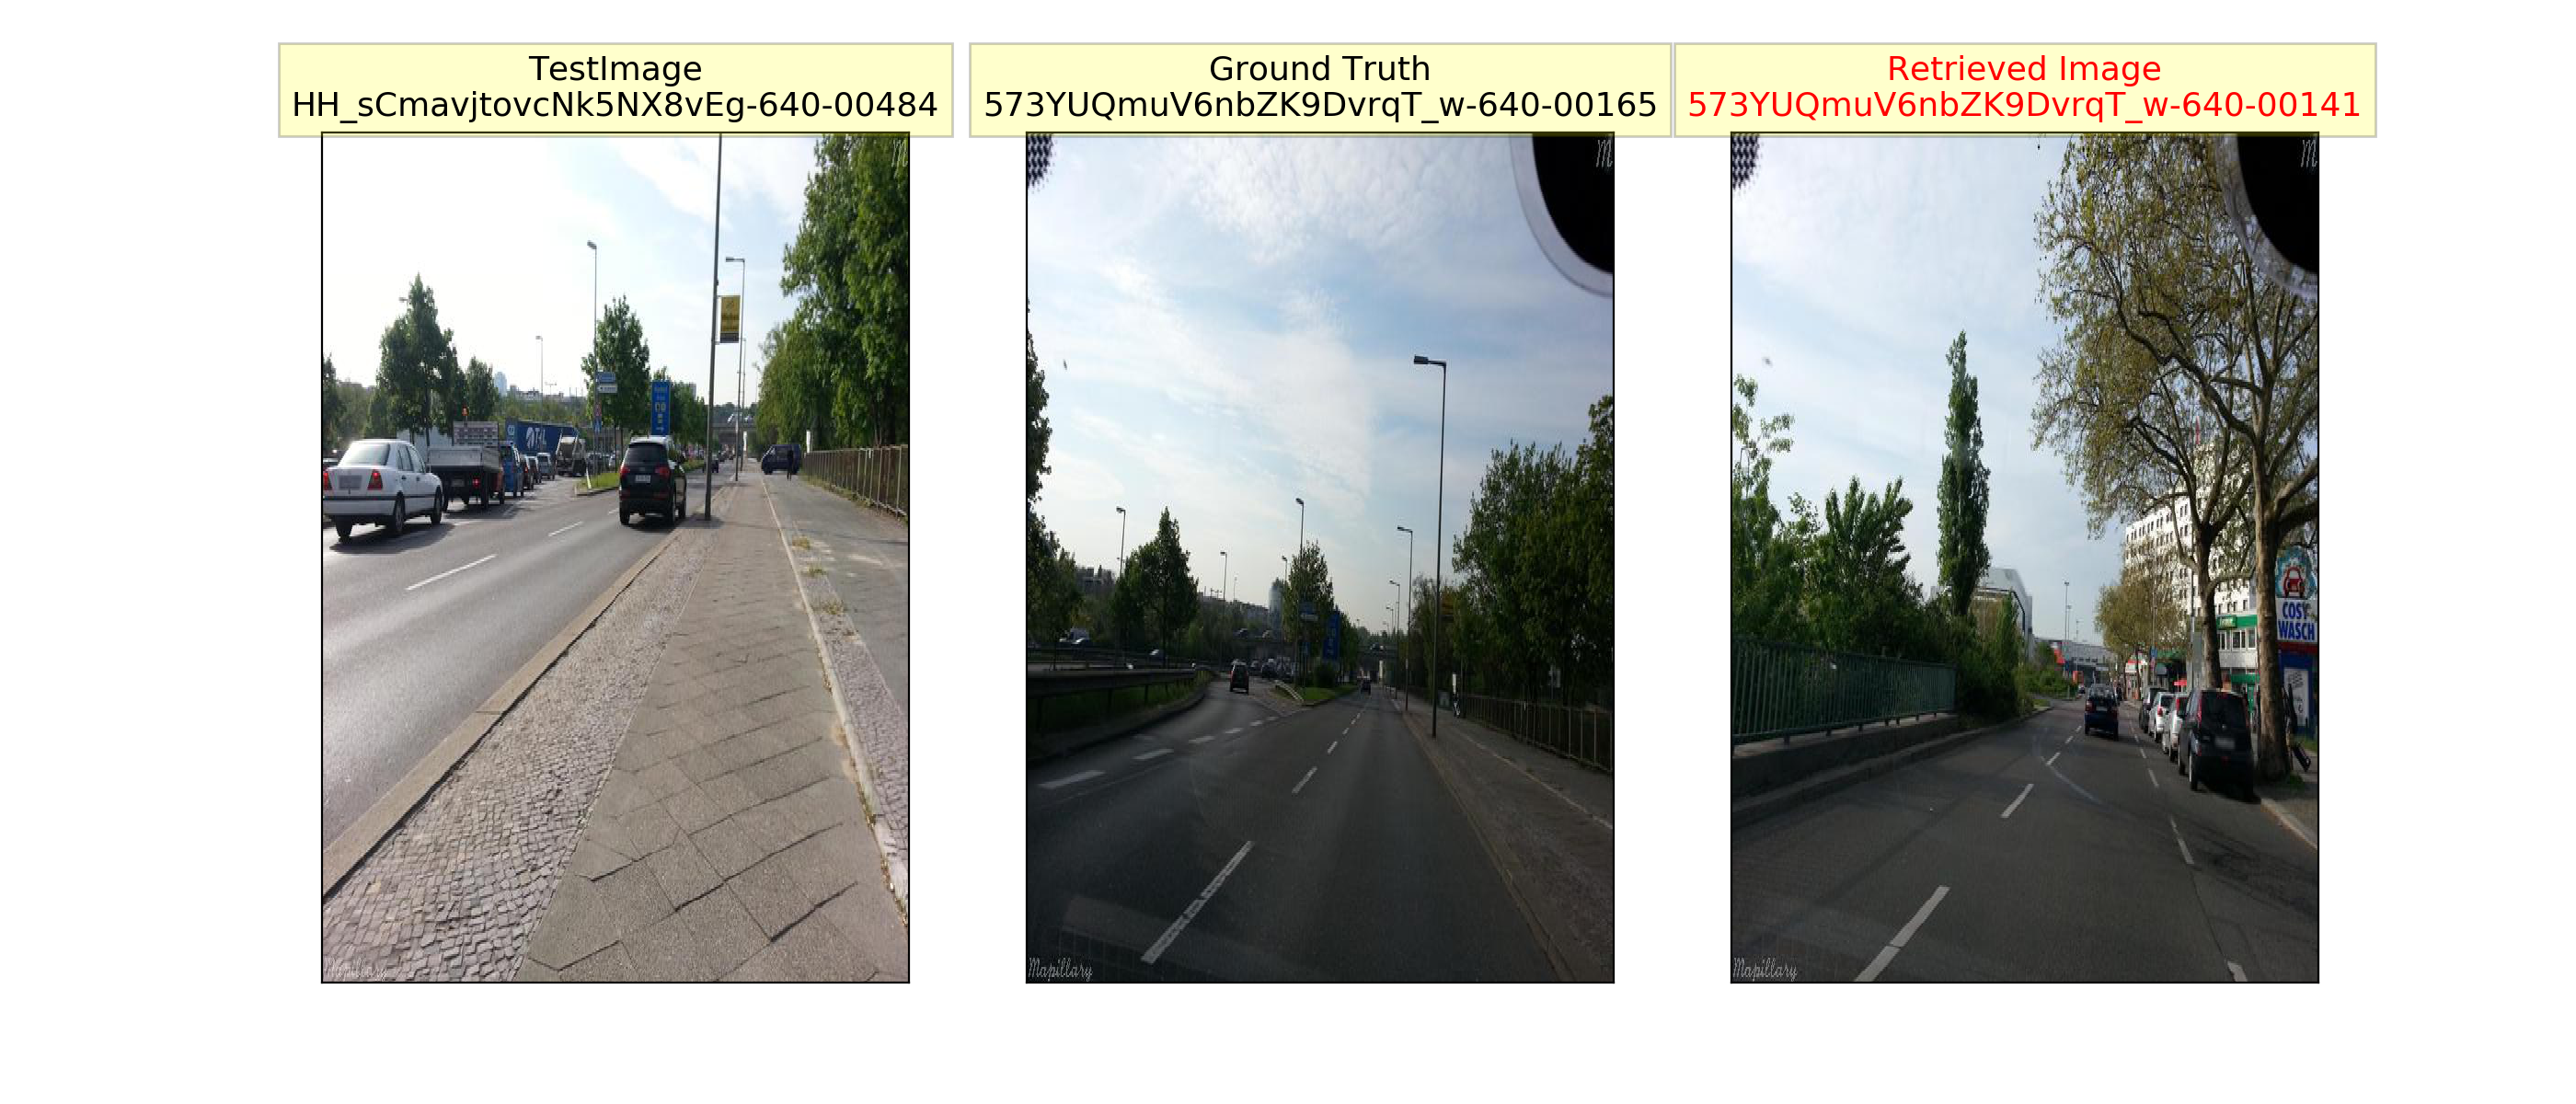 TestImage
HH_sCmavjtovcNk5NX8vEg-640-00484
Ground Truth
573YUQmuV6nbZK9DvrqT_w-640-00165
Retrieved Image
573YUQmuV6nbZK9DvrqT_w-640-00141
M
M
M
COSY
WASCH
Mapillary
Mapillary
Mapillary